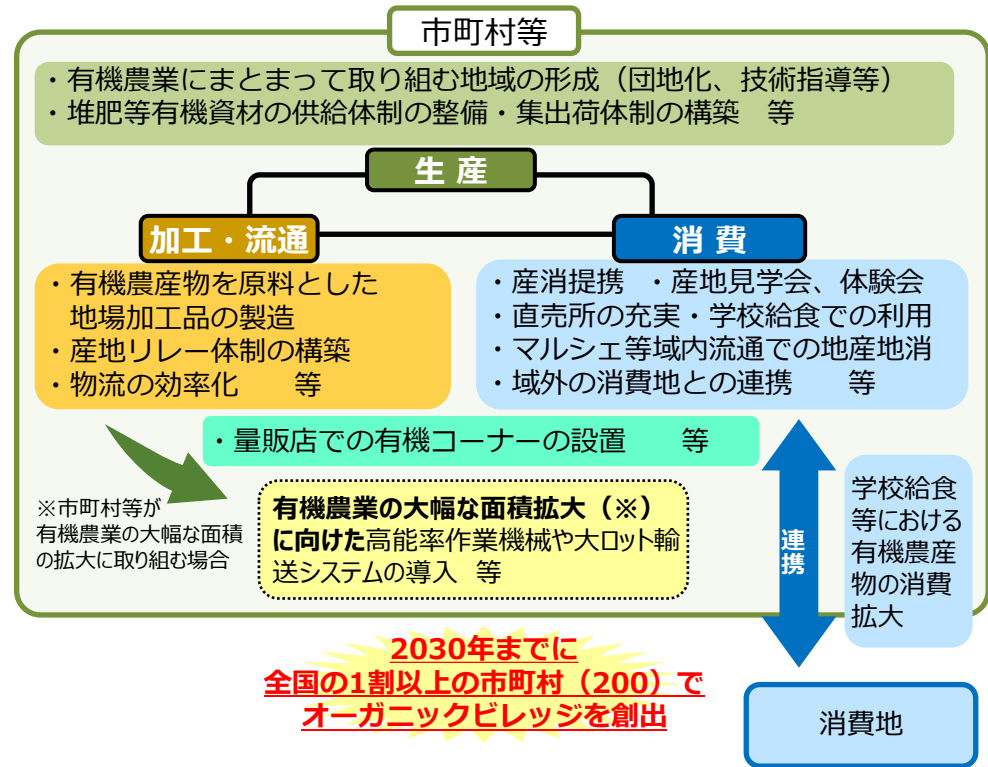 市町村等
・有機農業にまとまって取り組む地域の形成（団地化、技術指導等）
・堆肥等有機資材の供給体制の整備・集出荷体制の構築　等
生 産
加工・流通
消 費
・有機農産物を原料とした
地場加工品の製造
・産地リレー体制の構築
・物流の効率化　　等
・産消提携　・産地見学会、体験会
・直売所の充実・学校給食での利用
・マルシェ等域内流通での地産地消
・域外の消費地との連携　　等
・量販店での有機コーナーの設置　　等
※市町村等が
有機農業の大幅な面積
の拡大に取り組む場合
有機農業の大幅な面積拡大（※）
に向けた高能率作業機械や大ロット輸
送システムの導入 等
連携
学校給食
等における
有機農産
物の消費
拡大
2030年までに
全国の1割以上の市町村（200）で
オーガニックビレッジを創出
消費地